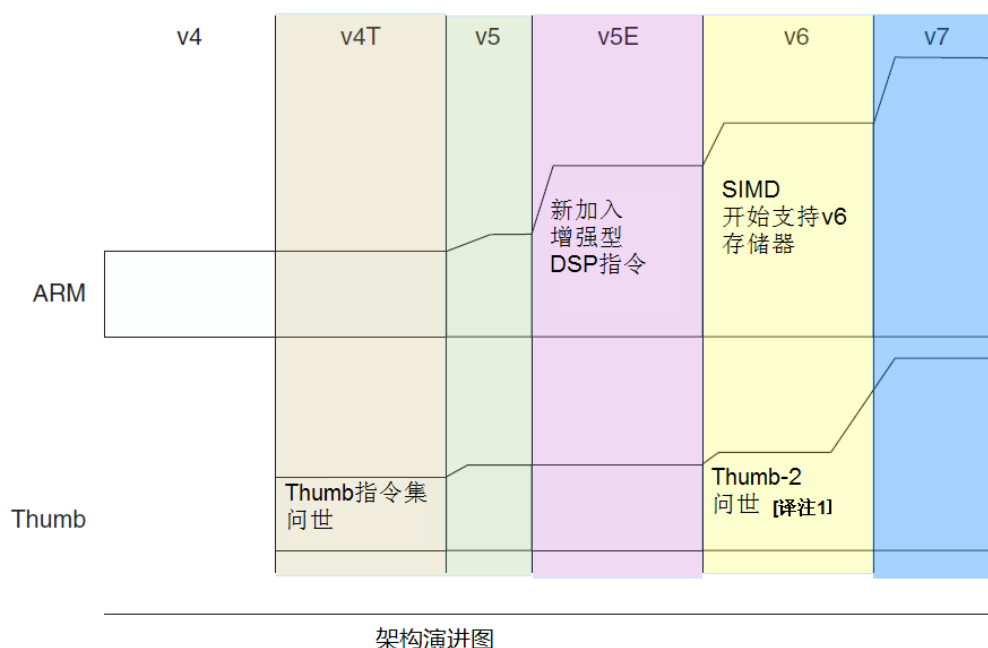 v4
v4T
v5
v5E
v6
v7
ARM
新加入
增强型
DSP指令
SIMD
开始支持v6
存储器
Thumb
Thumb指令集
问世
Thumb-2
问世 [译注1]
架构演进图